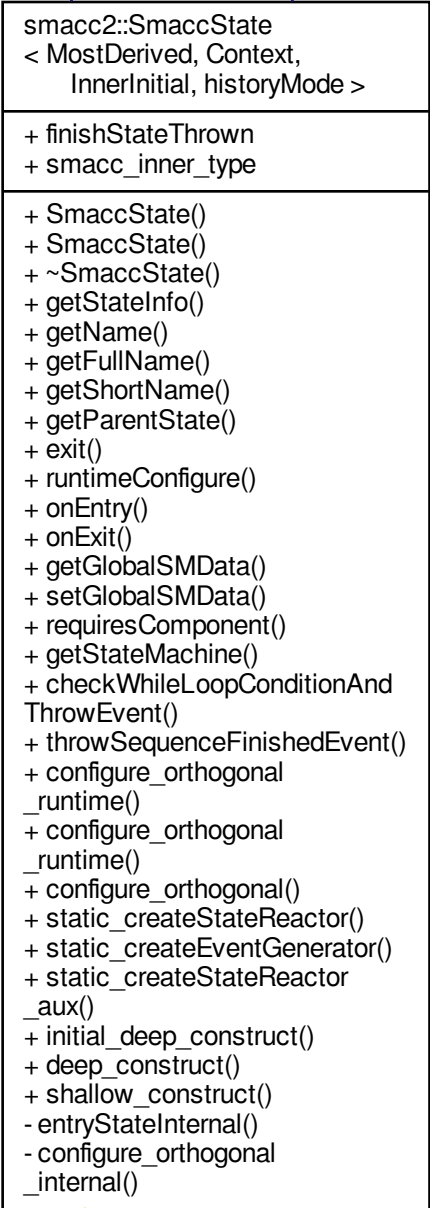 smacc2::SmaccState
< MostDerived, Context,
InnerInitial, historyMode >
+ finishStateThrown
+ smacc_inner_type
+ SmaccState()
+ SmaccState()
+ ~SmaccState()
+ getStateInfo()
+ getName()
+ getFullName()
+ getShortName()
+ getParentState()
+ exit()
+ runtimeConfigure()
+ onEntry()
+ onExit()
+ getGlobalSMData()
+ setGlobalSMData()
+ requiresComponent()
+ getStateMachine()
+ checkWhileLoopConditionAnd
ThrowEvent()
+ throwSequenceFinishedEvent()
+ configure_orthogonal
_runtime()
+ configure_orthogonal
_runtime()
+ configure_orthogonal()
+ static_createStateReactor()
+ static_createEventGenerator()
+ static_createStateReactor
_aux()
+ initial_deep_construct()
+ deep_construct()
+ shallow_construct()
- entryStateInternal()
- configure_orthogonal
_internal()